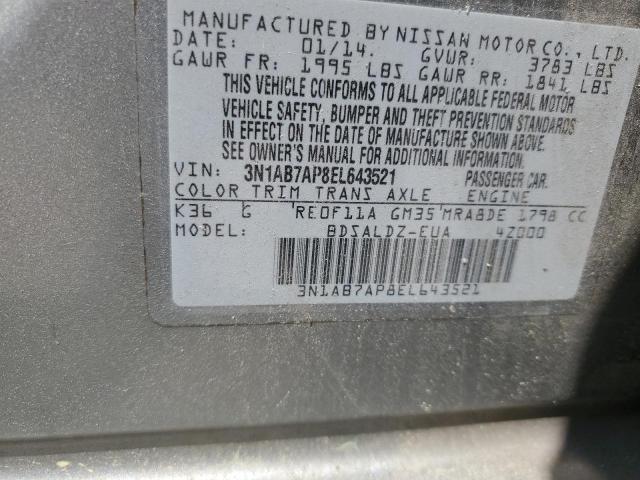 MANUFACTURED BY NISSAN MOTOR CO., LTD.
DATE: 01/14. GVWR: 3783 LBS
GAWR FR: 1995 LBS GAWR RR: 1841 LBS
THIS VEHICLE CONFORMS TO ALL APPLICABLE FEDERAL MOTOR
VEHICLE SAFETY, BUMPER AND THEFT PREVENTION STANDARDS
IN EFFECT ON THE DATE OF MANUFACTURE SHOWN ABOVE.
SEE OWNER'S MANUAL FOR ADDITIONAL INFORMATION.
VIN: 3N1AB7AP8EL643521 PASSENGER CAR.
COLOR TRIM TRANS AXLE ENGINE
K36 G RE0F11A GM35 MRA8DE 1798 CC
MODEL: BDSALDZ-EUA 4Z000
3N1AB7AP8EL643521